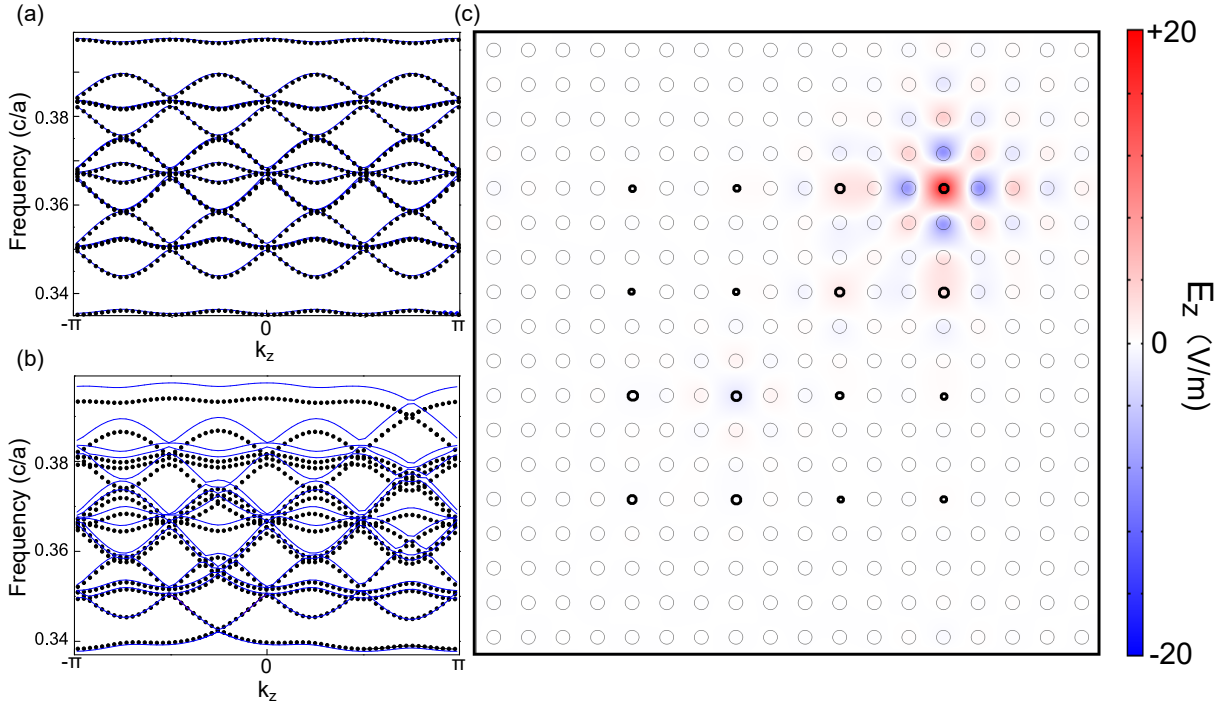 (a)
Frequency (c/a)
0.38
0.36
0.34
-π
0
π
k_z
(b)
Frequency (c/a)
0.38
0.36
0.34
-π
0
π
k_z
(c)
+20
0
-20
E_z (V/m)